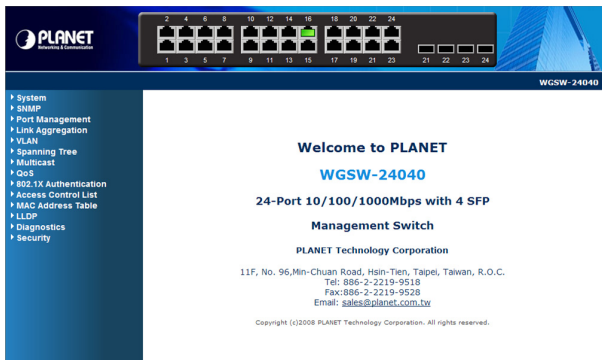 PLANET
Networking & Communication
2 4 6 8 10 12 14 16 18 20 22 24
1 3 5 7 9 11 13 15 17 19 21 23 21 22 23 24
WGSW-24040
System
SNMP
Port Management
Link Aggregation
VLAN
Spanning Tree
Multicast
QoS
802.1X Authentication
Access Control List
MAC Address Table
LLDP
Diagnostics
Security
Welcome to PLANET
WGSW-24040
24-Port 10/100/1000Mbps with 4 SFP
Management Switch
PLANET Technology Corporation
11F, No. 96,Min-Chuan Road, Hsin-Tien, Taipei, Taiwan, R.O.C.
Tel: 886-2-2219-9518
Fax:886-2-2219-9528
Email: sales@planet.com.tw
Copyright (c)2008 PLANET Technology Corporation. All rights reserved.